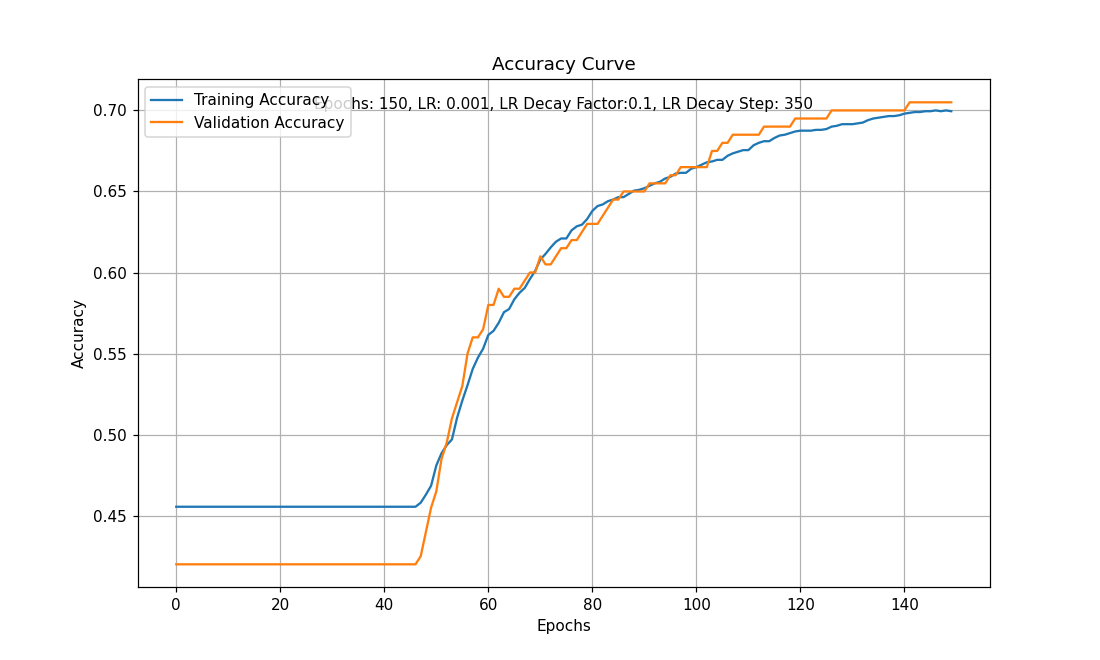 Accuracy Curve
Training Accuracy
Epochs: 150, LR: 0.001, LR Decay Factor:0.1, LR Decay Step: 350
Validation Accuracy
Accuracy
0.70
0.65
0.60
0.55
0.50
0.45
0 20 40 60 80 100 120 140
Epochs